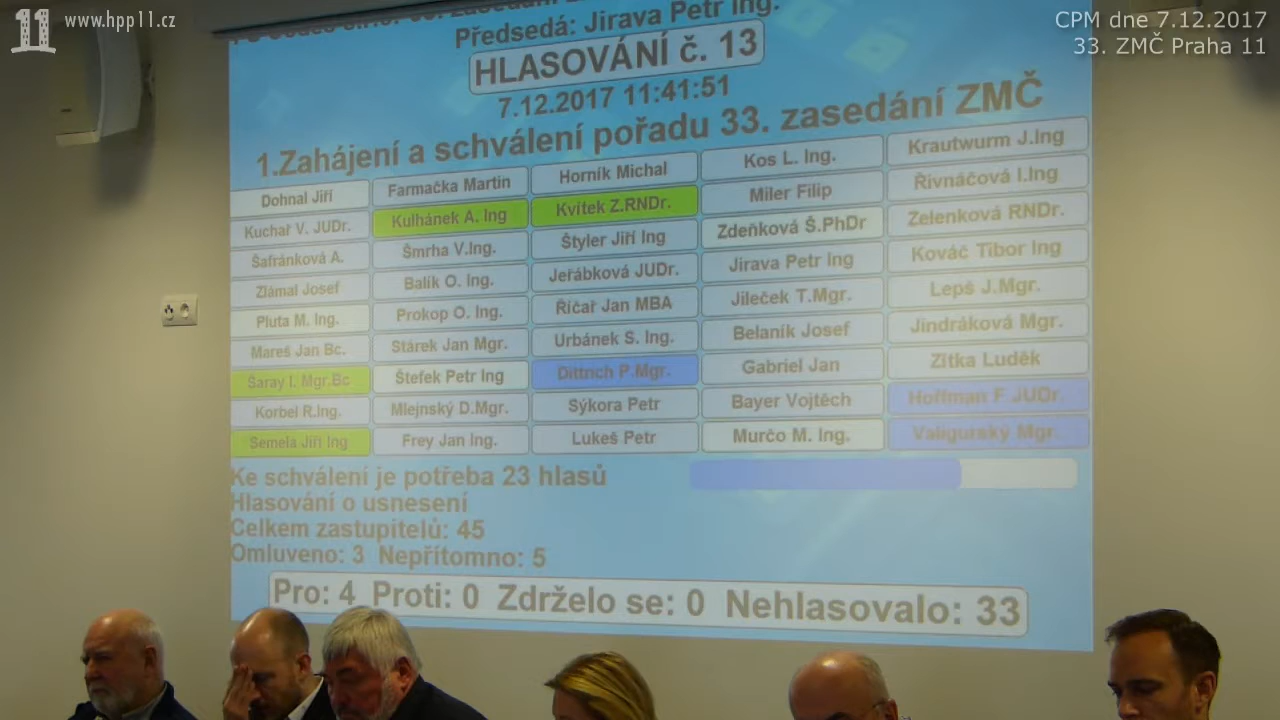 11 www.hpp11.cz
CPM dne 7.12.2017
33. ZMČ Praha 11
Předsedá: Jirava Petr Ing.
HLASOVÁNÍ č. 13
7.12.2017 11:41:51
1.Zahájení a schválení pořadu 33. zasedání ZMČ
Dohnal Jiří Farmačka Martin Horník Michal Kos L. Ing. Krautwurm J.Ing
Kuchař V. JUDr. Kulhánek A. Ing Kvítek Z.RNDr. Miler Filip Řivnáčová I.Ing
Šafránková A. Šmrha V.Ing. Štyler Jiří Ing Zdeňková Š.PhDr Zelenková RNDr.
Zlámal Josef Balík O. Ing. Jeřábková JUDr. Jirava Petr Ing Kováč Tibor Ing
Pluta M. Ing. Prokop O. Ing. Říčař Jan MBA Jileček T.Mgr. Lepš J.Mgr.
Mareš Jan Bc. Stárek Jan Mgr. Urbánek S. Ing. Belaník Josef Jindráková Mgr.
Šaray I. Mgr.Bc Štefek Petr Ing Dittrich P.Mgr. Gabriel Jan Zítka Luděk
Korbel R.Ing. Mlejnský D.Mgr. Sýkora Petr Bayer Vojtěch Hoffman F JUDr.
Semela Jiří Ing Frey Jan Ing. Lukeš Petr Murčo M. Ing. Valigurský Mgr.
Ke schválení je potřeba 23 hlasů
Hlasování o usnesení
Celkem zastupitelů: 45
Omluveno: 3 Nepřítomno: 5
Pro: 4 Proti: 0 Zdrželo se: 0 Nehlasovalo: 33